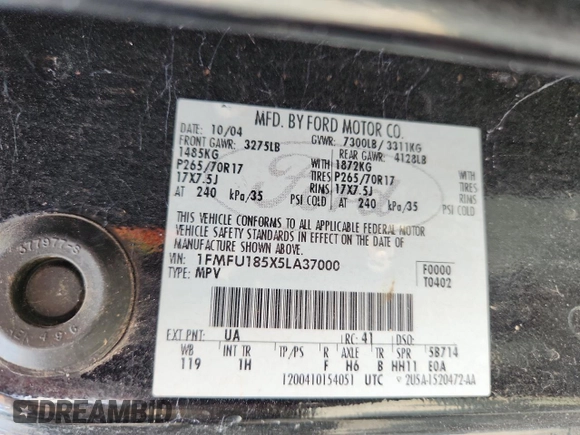 MFD. BY FORD MOTOR CO.
10/04 GVWR: 7300LB/ 3311KG
FRONT GAWR: 3275LB REAR GAWR: 4128LB
1485KG WITH 1872KG WITH
P265/70R17 TIRES P265/70R17 TIRES
17X7.5J RIMS 17X7.5J RIMS
AT 240 kPa/35 PSI COLD AT 240 kPa/35 PSI COLD
THIS VEHICLE CONFORMS TO ALL APPLICABLE FEDERAL MOTOR
VEHICLE SAFETY STANDARDS IN EFFECT ON THE DATE OF
MANUFACTURE SHOWN ABOVE.
VIN: 1FMFU185X5LA37000 F0000
TYPE: MPV T0402
EXT PNT: UA RC: 41 DSO:
WB INT TR TP/PS R AXLE TR SPR 5B714
119 1H F H6 B HH11 E0A
1200410154051 UTC 2U5A-1520472-AA
Ford
DREAMBID